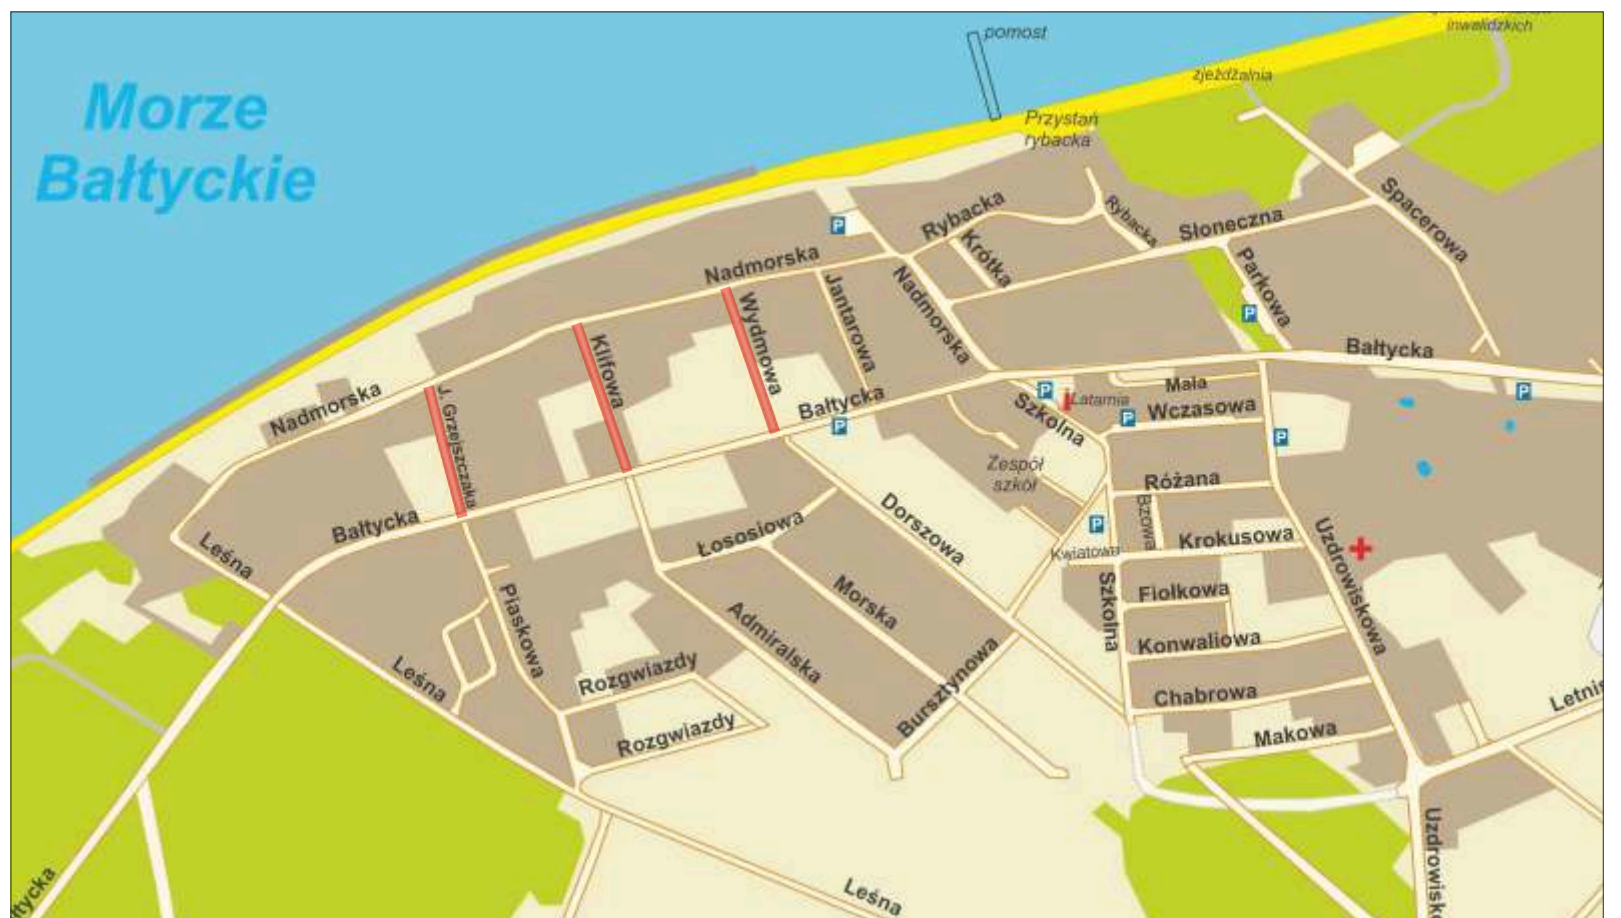 pomost
inwalidzkich
zjeżdżalnia
Morze
Bałtyckie
Przystań
rybacka
Spacerowa
Rybacka
Rybacka
Słoneczna
Krótka
Parkowa
Nadmorska
P
Wydmowa
Jantarowa
Nadmorska
P
Klifowa
Bałtycka
Nadmorska
J. Grzejszczaka
Bałtycka
P
Mała
P
Latarnia
i
P
Wczasowa
Szkolna
P
P
Zespół
szkół
Różana
Bzowa
Bałtycka
Łososiowa
Dorszowa
P
Krokusowa
Uzdrowiskowa
Kwiatowa
Leśna
Piaskowa
Morska
Admiralska
Szkolna
Fiołkowa
Konwaliowa
Leśna
Rozgwiazdy
Bursztynowa
Chabrowa
Letnis
Rozgwiazdy
Makowa
Uzdrowisk
Leśna
łtycka